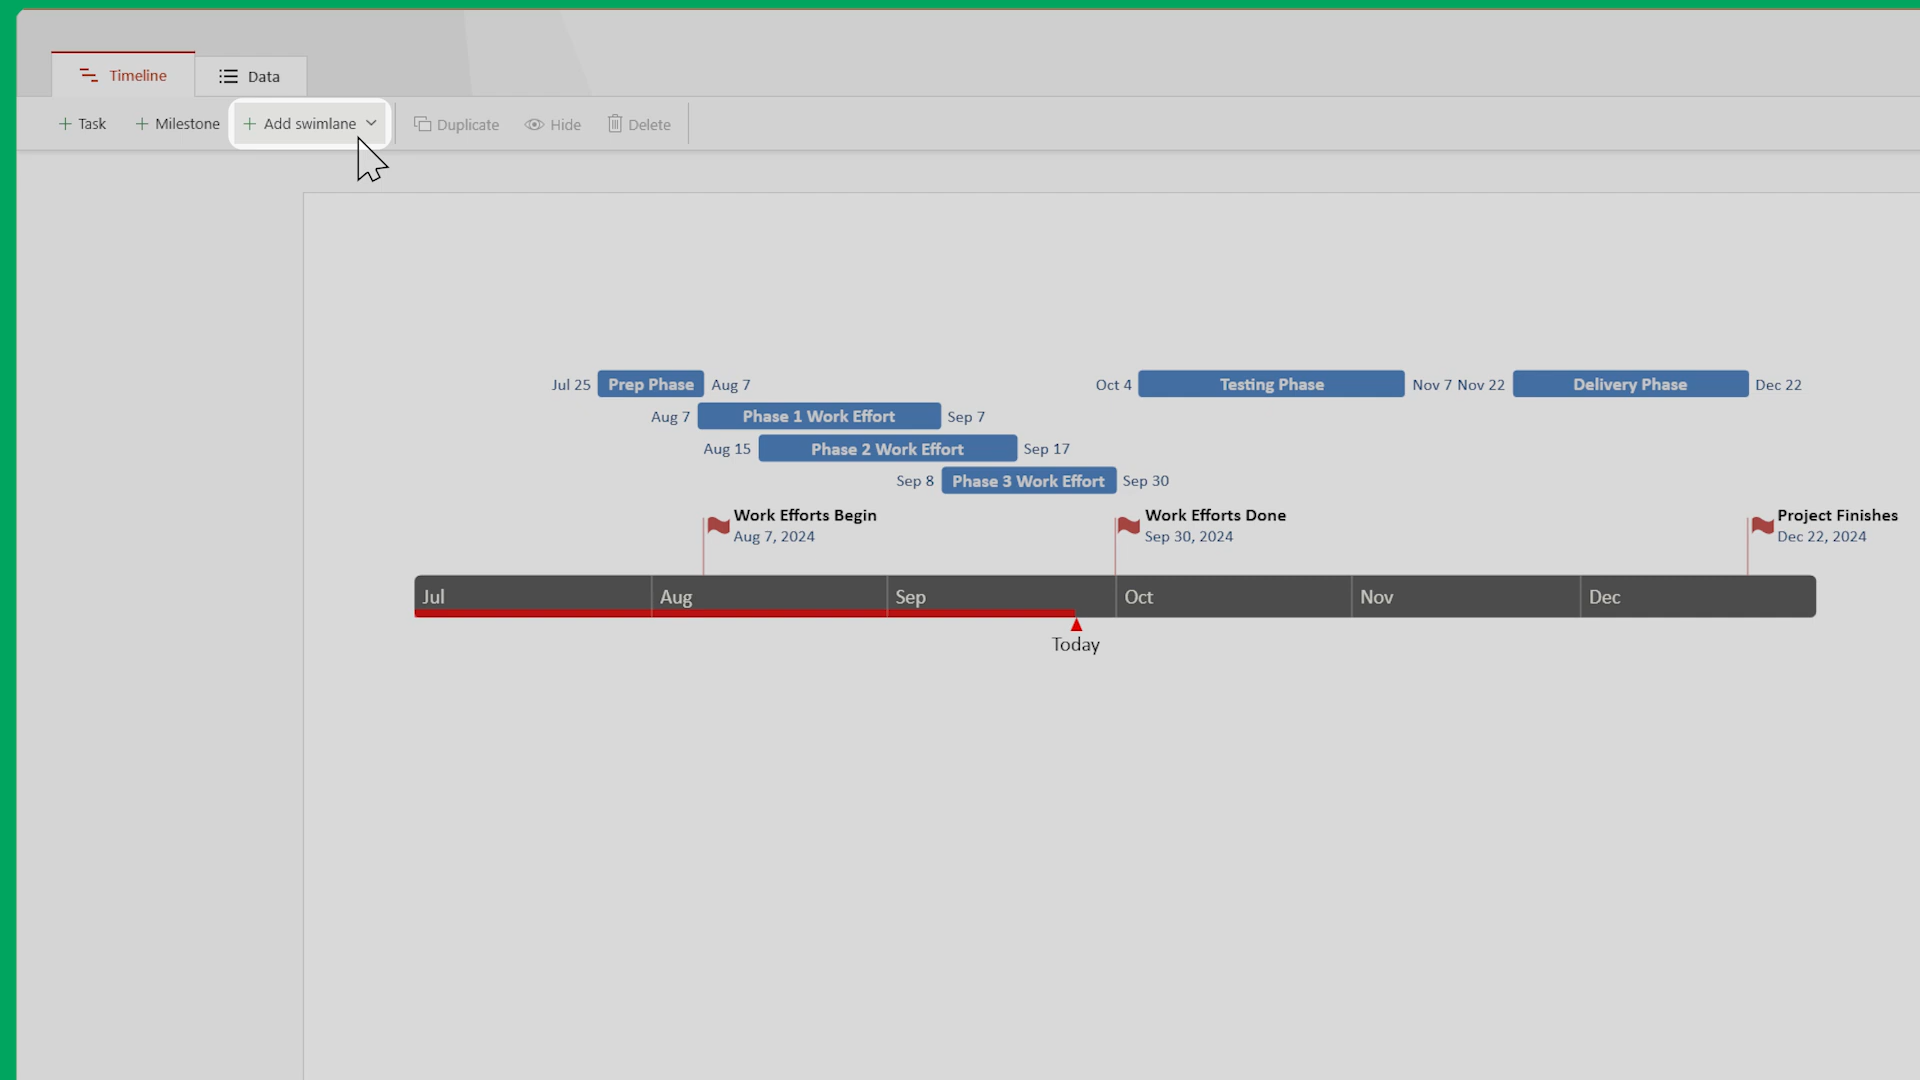 Timeline
Data
Task
Milestone
Add swimlane
Duplicate
Hide
Delete
Jul 25 Prep Phase Aug 7
Oct 4 Testing Phase Nov 7
Nov 22 Delivery Phase Dec 22
Aug 7 Phase 1 Work Effort Sep 7
Aug 15 Phase 2 Work Effort Sep 17
Sep 8 Phase 3 Work Effort Sep 30
Work Efforts Begin
Aug 7, 2024
Work Efforts Done
Sep 30, 2024
Project Finishes
Dec 22, 2024
Jul Aug Sep Oct Nov Dec
Today